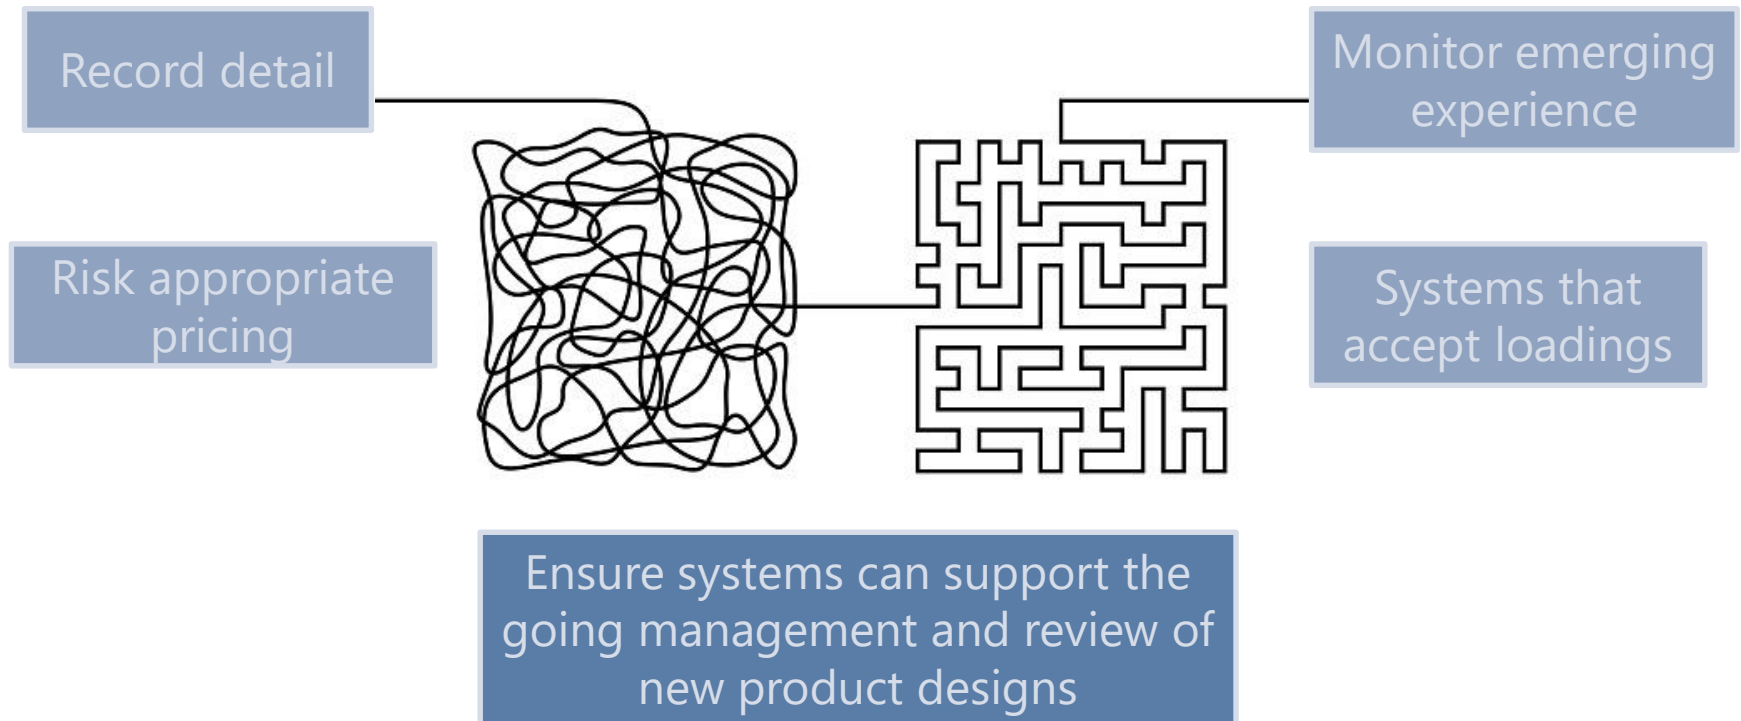 Record detail
Monitor emerging
experience
Risk appropriate
pricing
Systems that
accept loadings
Ensure systems can support the
going management and review of
new product designs